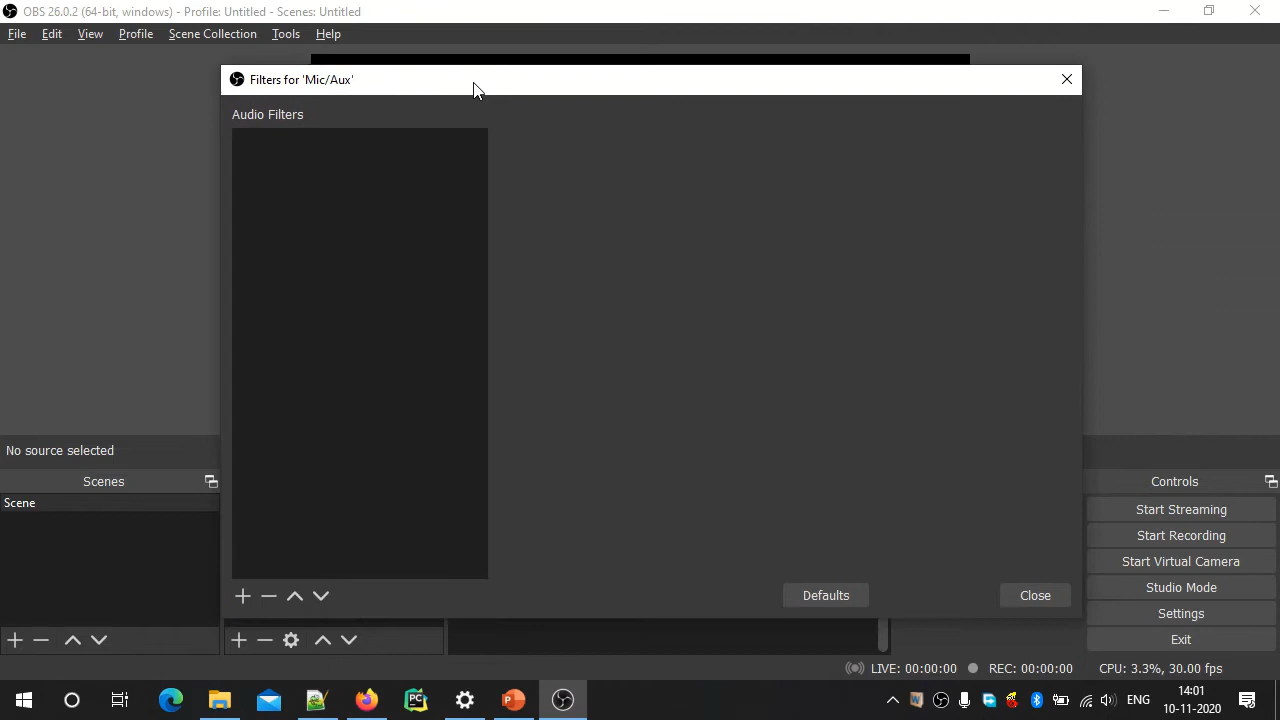 OBS 26.0.2 (64-bit, windows) - Profile: Untitled - Scenes: Untitled
File Edit View Profile Scene Collection Tools Help
Filters for 'Mic/Aux'
Audio Filters
No source selected
Scenes
Controls
Scene
Start Streaming
Start Recording
Start Virtual Camera
Studio Mode
Defaults
Close
Settings
Exit
LIVE: 00:00:00 REC: 00:00:00 CPU: 3.3%, 30.00 fps
ENG
14:01
10-11-2020
3